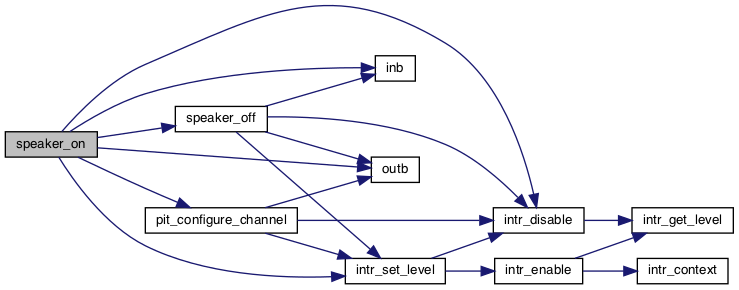 inb
speaker_off
speaker_on
outb
pit_configure_channel
intr_disable
intr_get_level
intr_set_level
intr_enable
intr_context